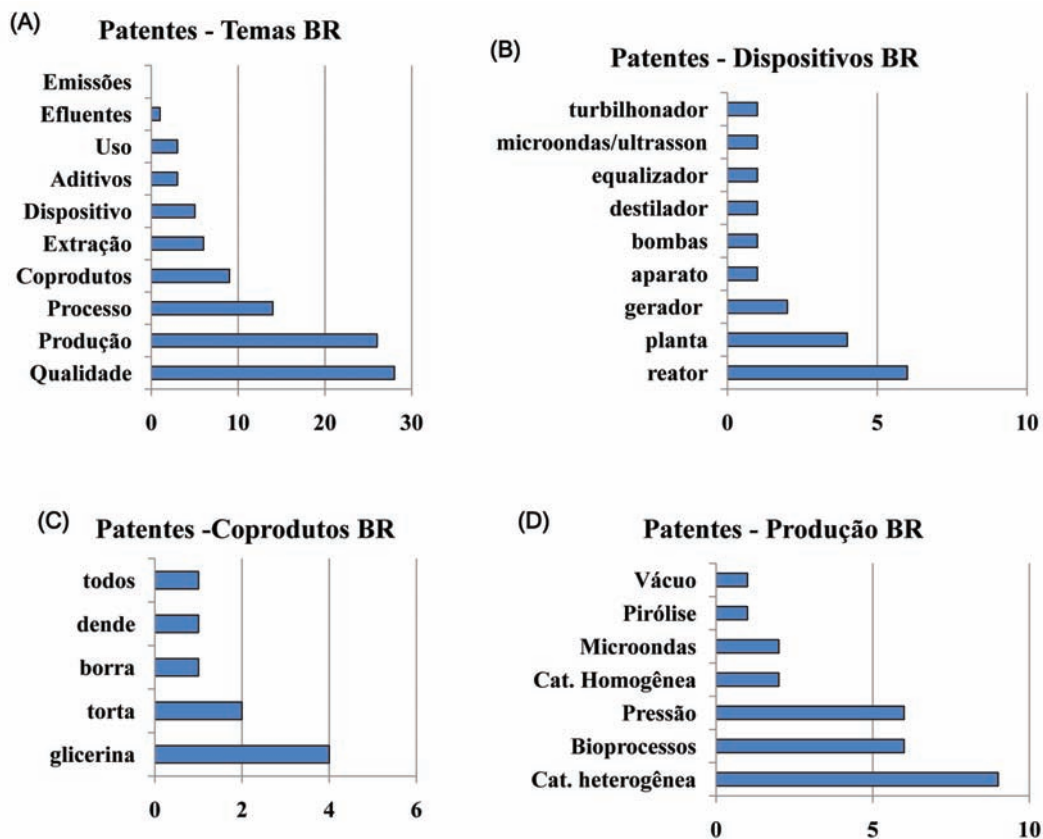 (A)
Patentes - Temas BR
Emissões
Efluentes
Uso
Aditivos
Dispositivo
Extração
Coprodutos
Processo
Produção
Qualidade
0 10 20 30
(B)
Patentes - Dispositivos BR
turbilhonador
microondas/ultrasson
equalizador
destilador
bombas
aparato
gerador
planta
reator
0 5 10
(C)
Patentes -Coprodutos BR
todos
dende
borra
torta
glicerina
0 2 4 6
(D)
Patentes - Produção BR
Vácuo
Pirólise
Microondas
Cat. Homogênea
Pressão
Bioprocessos
Cat. heterogênea
0 5 10